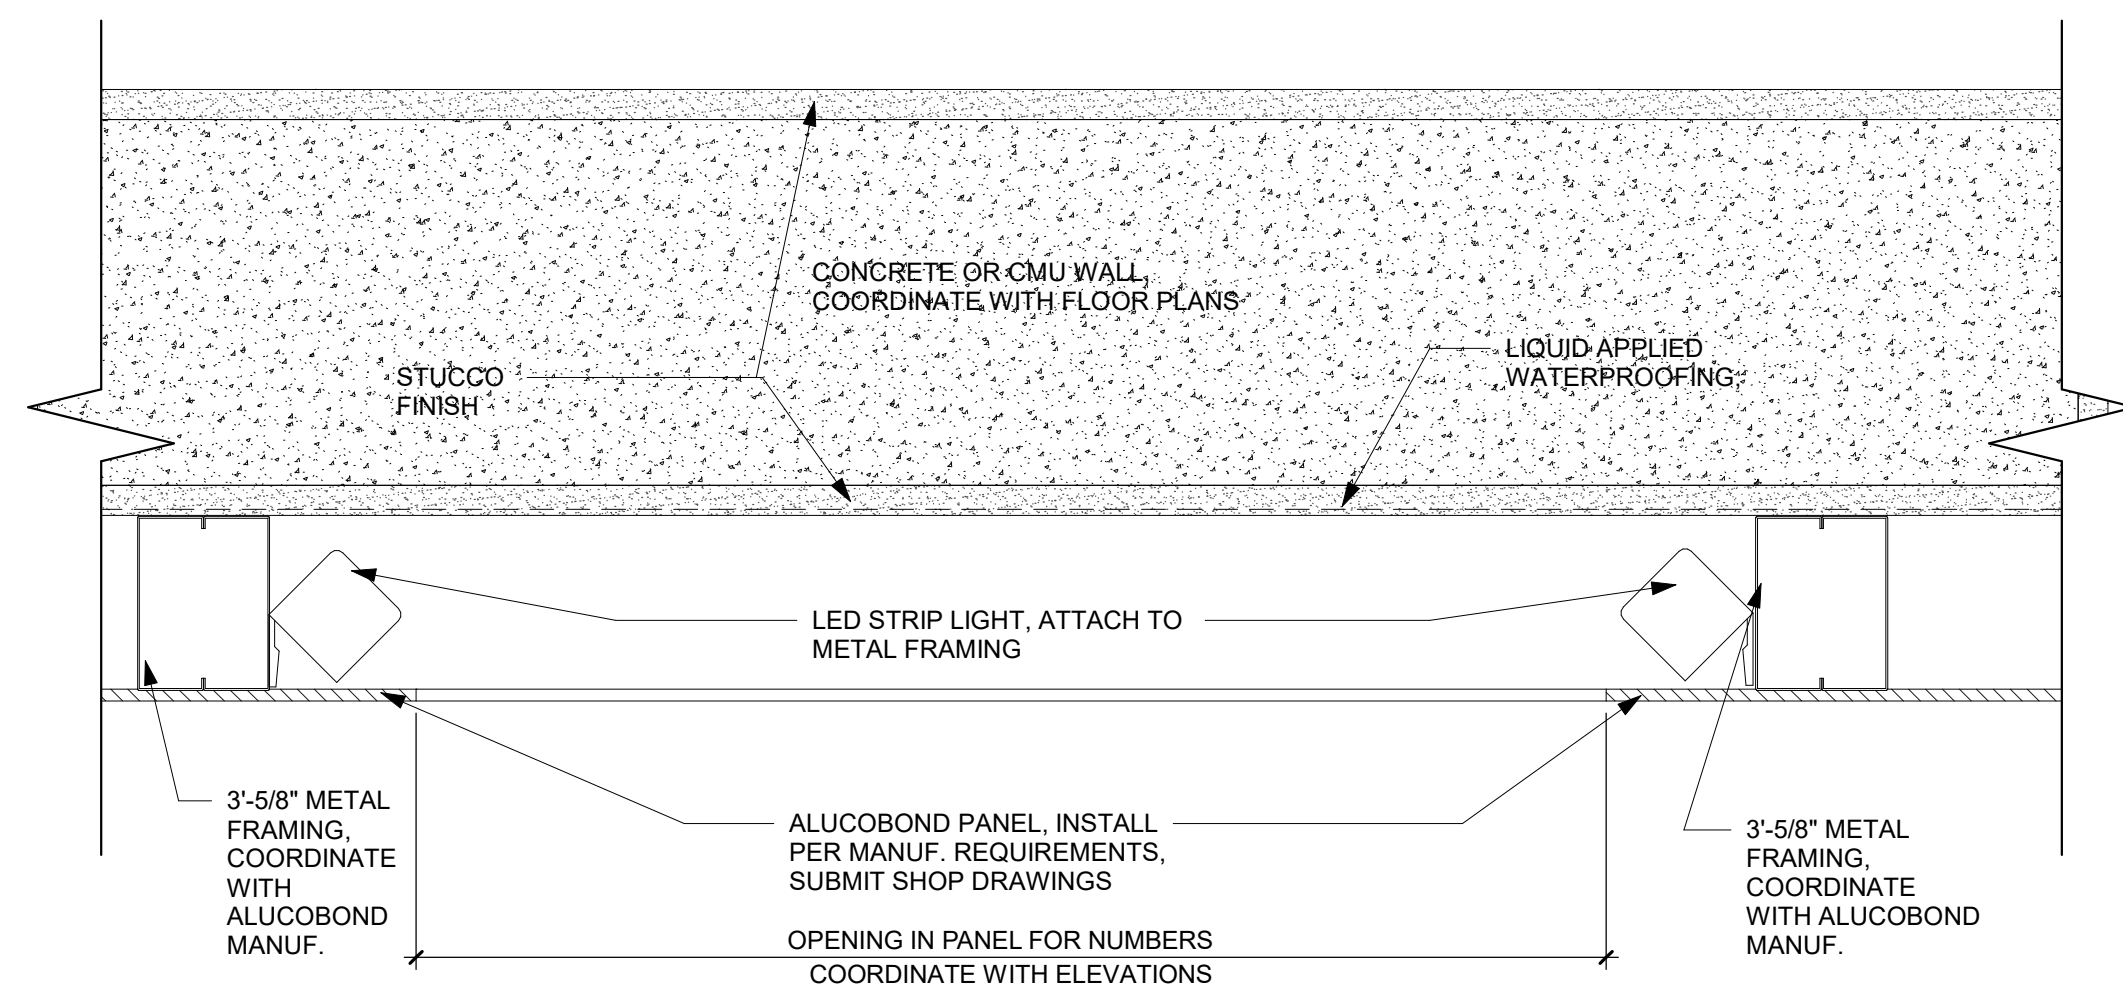 CONCRETE OR CMU WALL,
COORDINATE WITH FLOOR PLANS
LIQUID APPLIED
WATERPROOFING,
STUCCO
FINISH
LED STRIP LIGHT, ATTACH TO
METAL FRAMING
3'-5/8" METAL
FRAMING,
COORDINATE
WITH
ALUCOBOND
MANUF.
ALUCOBOND PANEL, INSTALL
PER MANUF. REQUIREMENTS,
SUBMIT SHOP DRAWINGS
3'-5/8" METAL
FRAMING,
COORDINATE
WITH ALUCOBOND
MANUF.
OPENING IN PANEL FOR NUMBERS
COORDINATE WITH ELEVATIONS